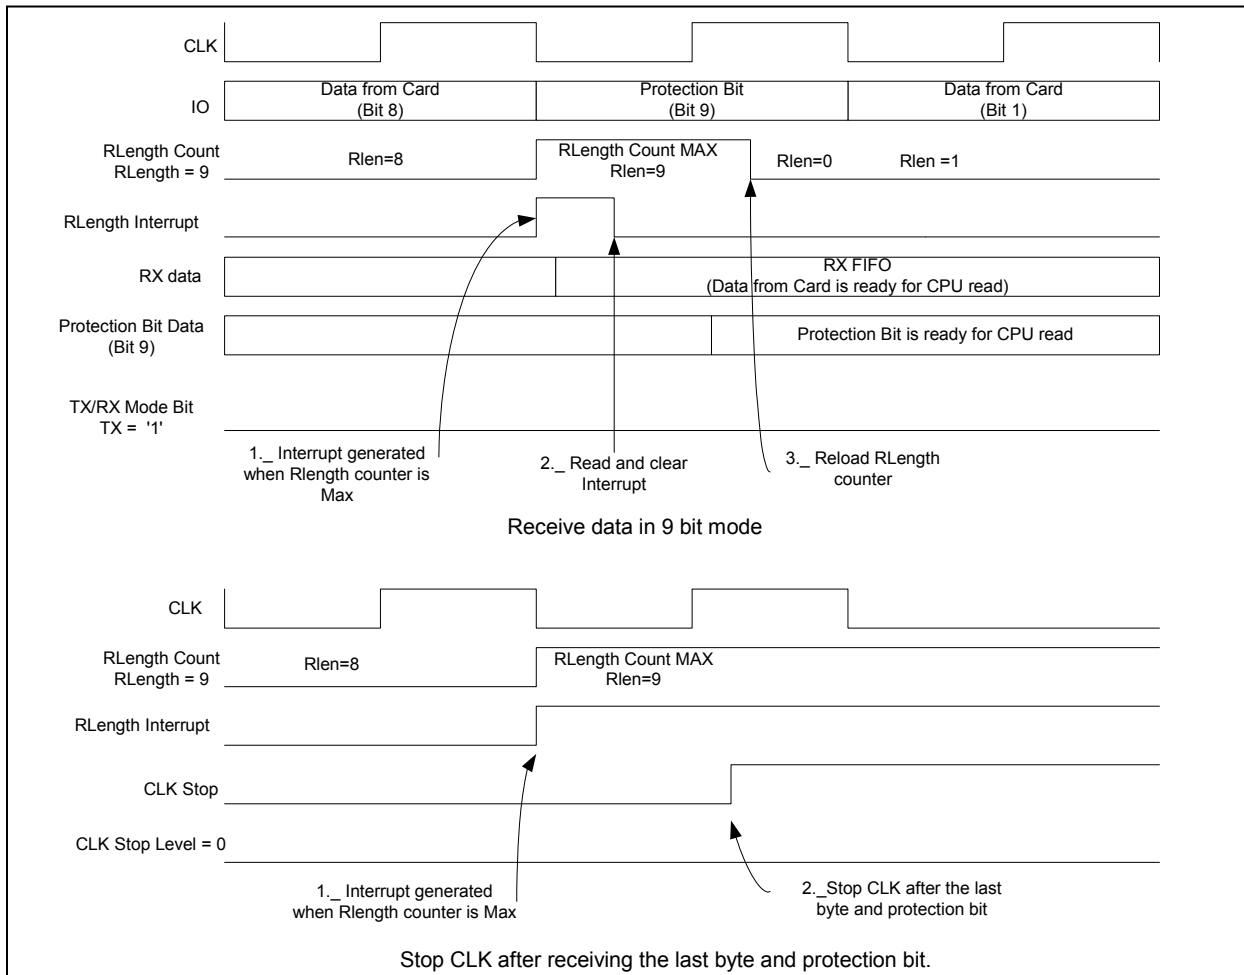 CLK
IO
Data from Card
(Bit 8)
Protection Bit
(Bit 9)
Data from Card
(Bit 1)
RLength Count
RLength = 9
Rlen=8
RLength Count MAX
Rlen=9
Rlen=0
Rlen =1
RLength Interrupt
RX data
RX FIFO
(Data from Card is ready for CPU read)
Protection Bit Data
(Bit 9)
Protection Bit is ready for CPU read
TX/RX Mode Bit
TX = '1'
1._ Interrupt generated
when Rlength counter is
Max
2._ Read and clear
Interrupt
3._ Reload RLength
counter
Receive data in 9 bit mode
CLK
RLength Count
RLength = 9
Rlen=8
RLength Count MAX
Rlen=9
RLength Interrupt
CLK Stop
CLK Stop Level = 0
1._ Interrupt generated
when Rlength counter is Max
2._Stop CLK after the last
byte and protection bit
Stop CLK after receiving the last byte and protection bit.